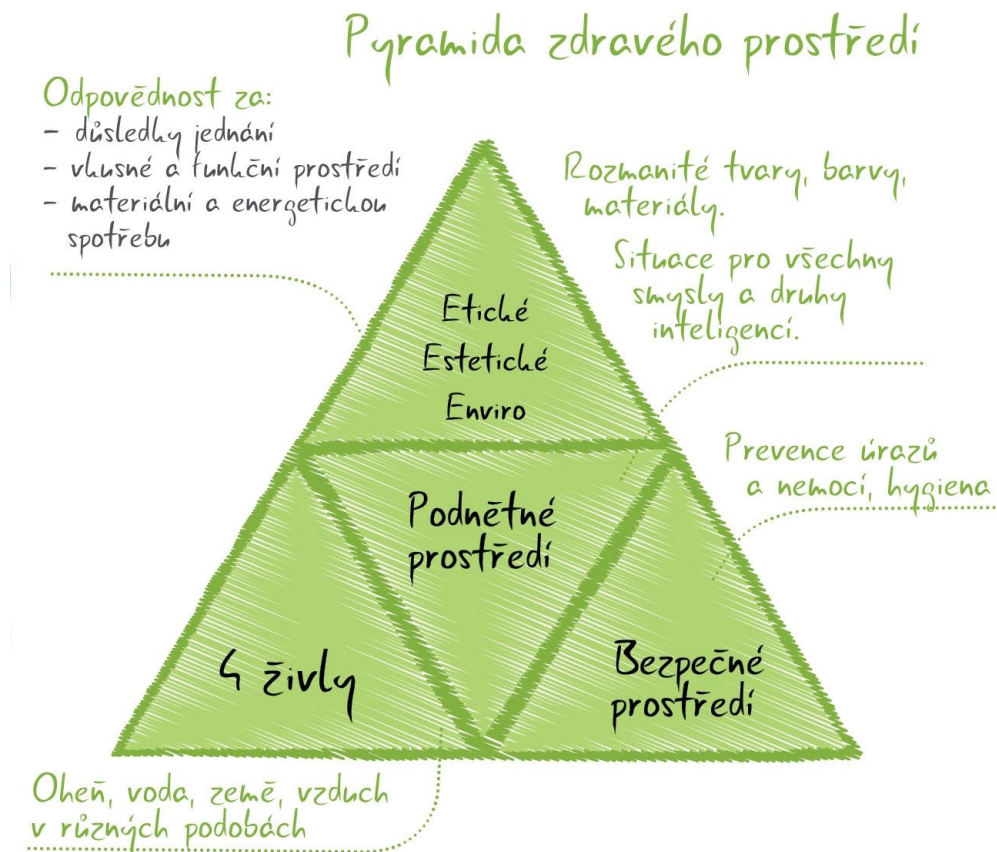 Pyramida zdravého prostředí
Odpovědnost za:
- důsledky jednání
- vkusné a funkční prostředí
- materiální a energetickou
spotřebu
Rozmanité tvary, barvy,
materiály.
Situace pro všechny
smysly a druhy
inteligencí.
Etické
Estetické
Enviro
Prevence úrazů
a nemocí, hygiena
Podnětné
prostředí
4 živly
Bezpečné
prostředí
Oheň, voda, země, vzduch
v různých podobách